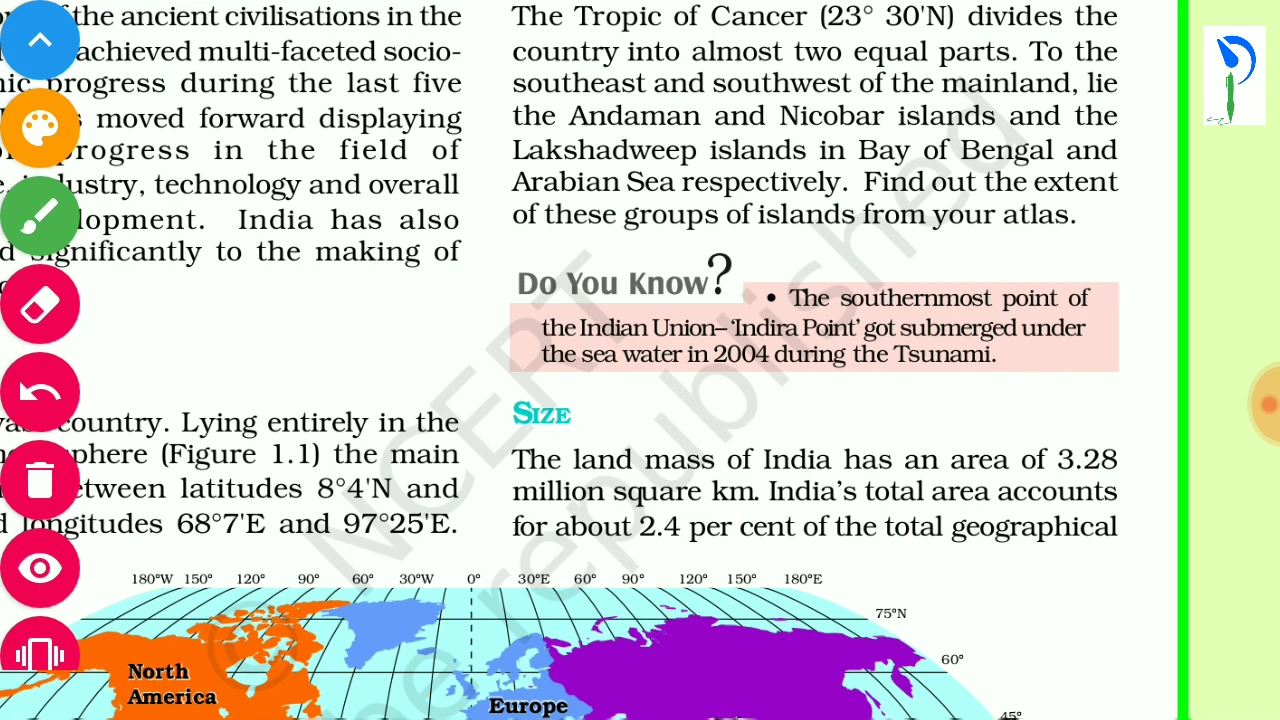 of the ancient civilisations in the
achieved multi-faceted socio-
progress during the last five
moved forward displaying
progress in the field of
industry, technology and overall
India has also
significantly to the making of
country. Lying entirely in the
(Figure 1.1) the main
between latitudes 8°4'N and
longitudes 68°7'E and 97°25'E.
The Tropic of Cancer (23° 30'N) divides the
country into almost two equal parts. To the
southeast and southwest of the mainland, lie
the Andaman and Nicobar islands and the
Lakshadweep islands in Bay of Bengal and
Arabian Sea respectively. Find out the extent
of these groups of islands from your atlas.
Do You Know?
• The southernmost point of
the Indian Union– ‘Indira Point’ got submerged under
the sea water in 2004 during the Tsunami.
SIZE
The land mass of India has an area of 3.28
million square km. India’s total area accounts
for about 2.4 per cent of the total geographical
180°W 150° 120° 90° 60° 30°W 0° 30°E 60° 90° 120° 150° 180°E
75°N
60°
45°
North
America
Europe
© NCERT
be republished